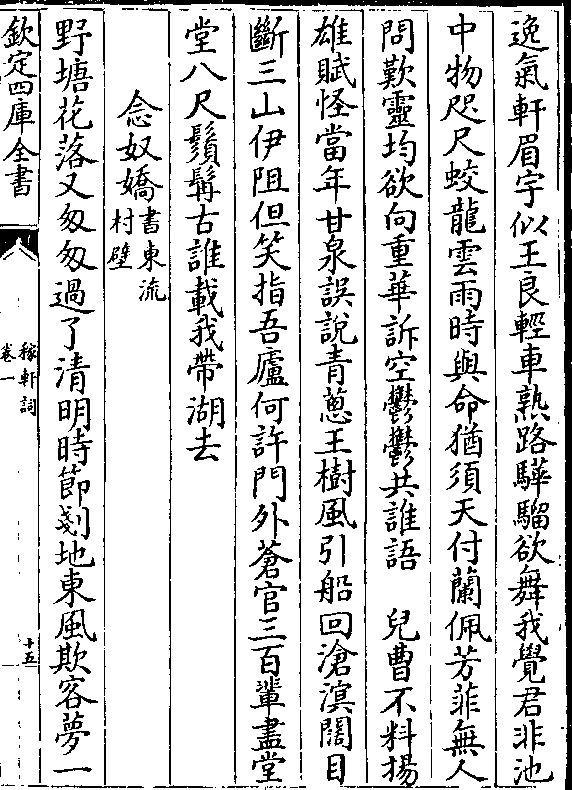 逸氣軒眉宇似王良輕車熟路驊騮欲舞我覺君非池
中物咫尺蛟龍雲雨時與命猶須天付蘭佩芳菲無人
問歎靈均欲向重華訴空鬱鬱共誰語　兒曹不料揚
雄賦怪當年甘泉誤說青蔥玉樹風引船回滄溟闊目
斷三山伊阻但笑指吾廬何許門外蒼官三百輩盡堂
堂八尺鬚髯古誰載我帶湖去
念奴嬌書東流村壁
野塘花落又匆匆過了清明時節剗地東風欺客夢一
欽定四庫全書
稼軒詞
卷一
十五